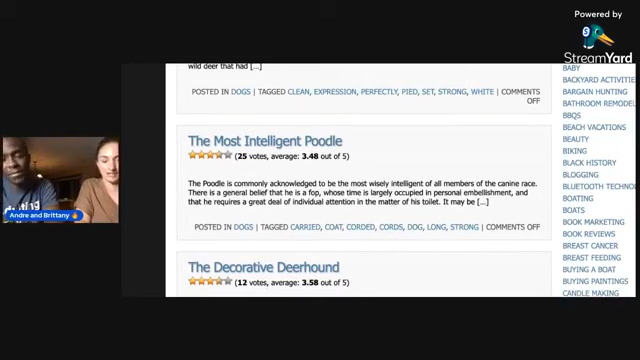 Powered by
StreamYard
wild deer that had [...]
POSTED IN DOGS | TAGGED CLEAN, EXPRESSION, PERFECTLY, PIED, SET, STRONG, WHITE | COMMENTS
OFF
The Most Intelligent Poodle
(25 votes, average: 3.48 out of 5)
The Poodle is commonly acknowledged to be the most wisely intelligent of all members of the canine race.
There is a general belief that he is a fop, whose time is largely occupied in personal embellishment, and
that he requires a great deal of individual attention in the matter of his toilet. It may be [...]
POSTED IN DOGS | TAGGED CARRIED, COAT, CORDED, CORDS, DOG, LONG, STRONG | COMMENTS OFF
The Decorative Deerhound
(12 votes, average: 3.58 out of 5)
BABY
BACKYARD ACTIVITIE
BARGAIN HUNTING
BATHROOM REMODEL
BBQS
BEACH VACATIONS
BEAUTY
BIKING
BLACK HISTORY
BLOGGING
BLUETOOTH TECHNO
BOATING
BOATS
BOOK MARKETING
BOOK REVIEWS
BREAST CANCER
BREAST FEEDING
BUYING A BOAT
BUYING PAINTINGS
CANDLE MAKING
Andre and Brittany